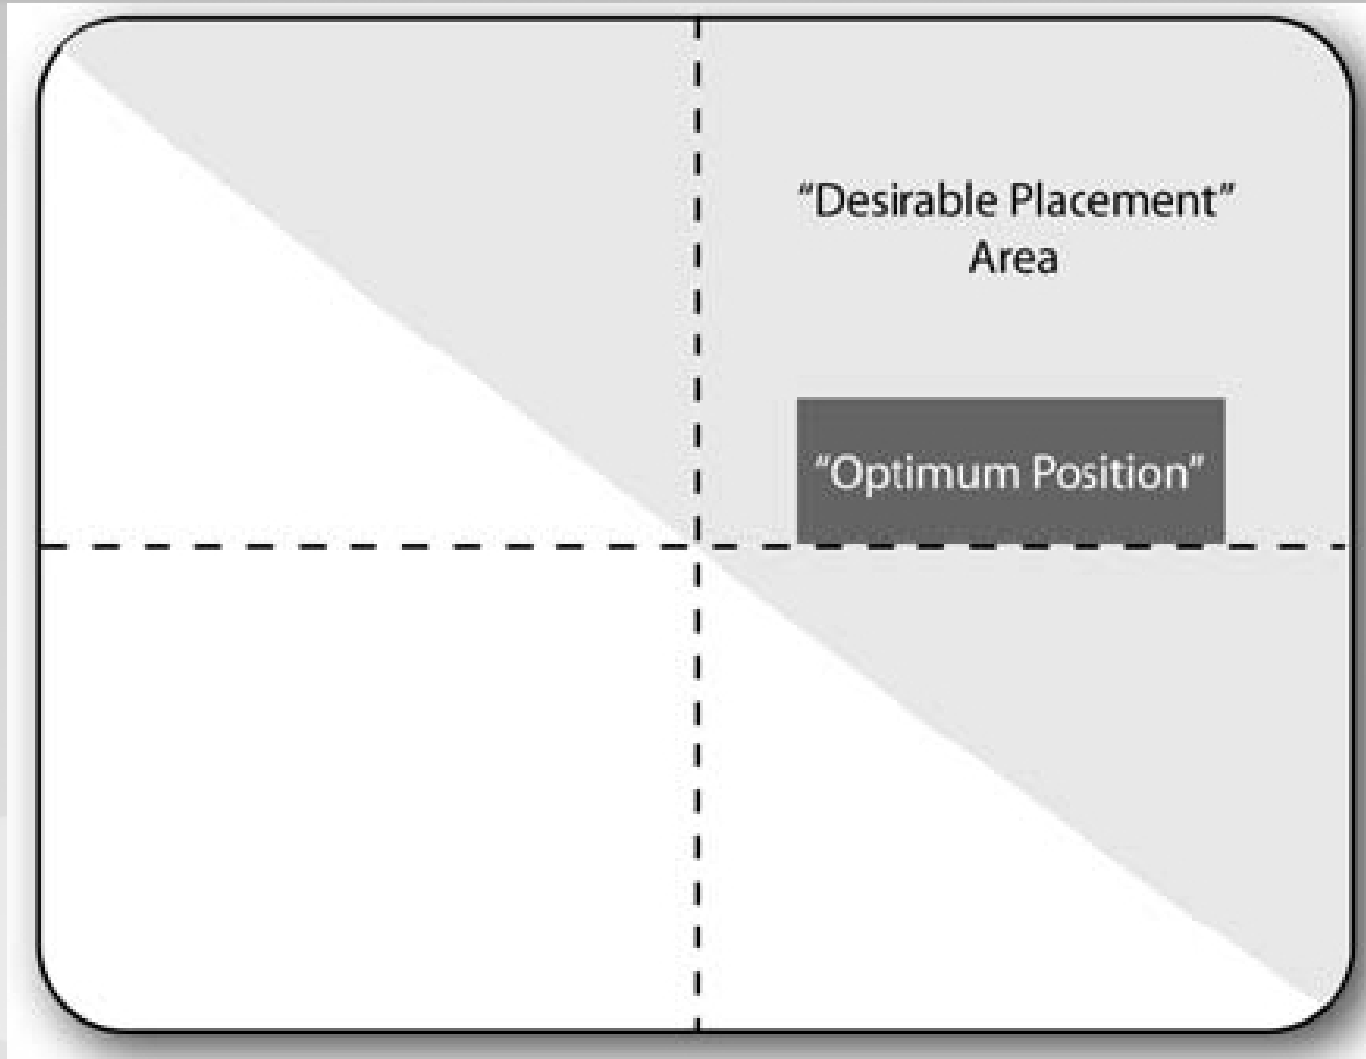 “Desirable Placement”
Area
“Optimum Position”